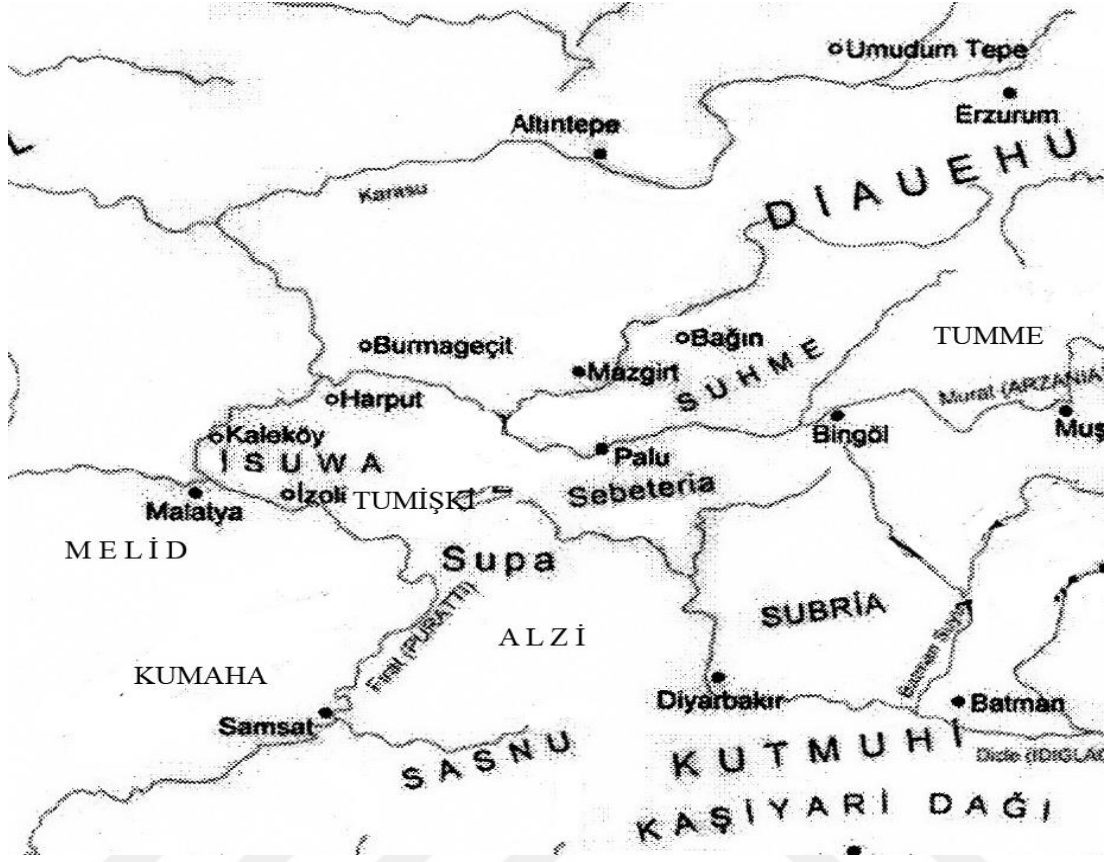 Umudum Tepe
Erzurum
Altıntepe
DİAUEHU
Karasu
TUMME
Burmageçit
Bağın
Mazgirt
SUHME
Murat (ARZANIA)
Harput
Bingöl
Muş
Kaleköy
İSUWA
Palu
Sebeteria
İzoli
TUMİŞKİ
Malatya
MELİD
Supa
SUBRİA
Fırat (PURATTI)
ALZİ
Batman Suyu
KUMAHA
Diyarbakır
Batman
Samsat
SASNU
KUTMUHİ
Dicle (IDIGLAT
KAŞİYARİ DAĞI